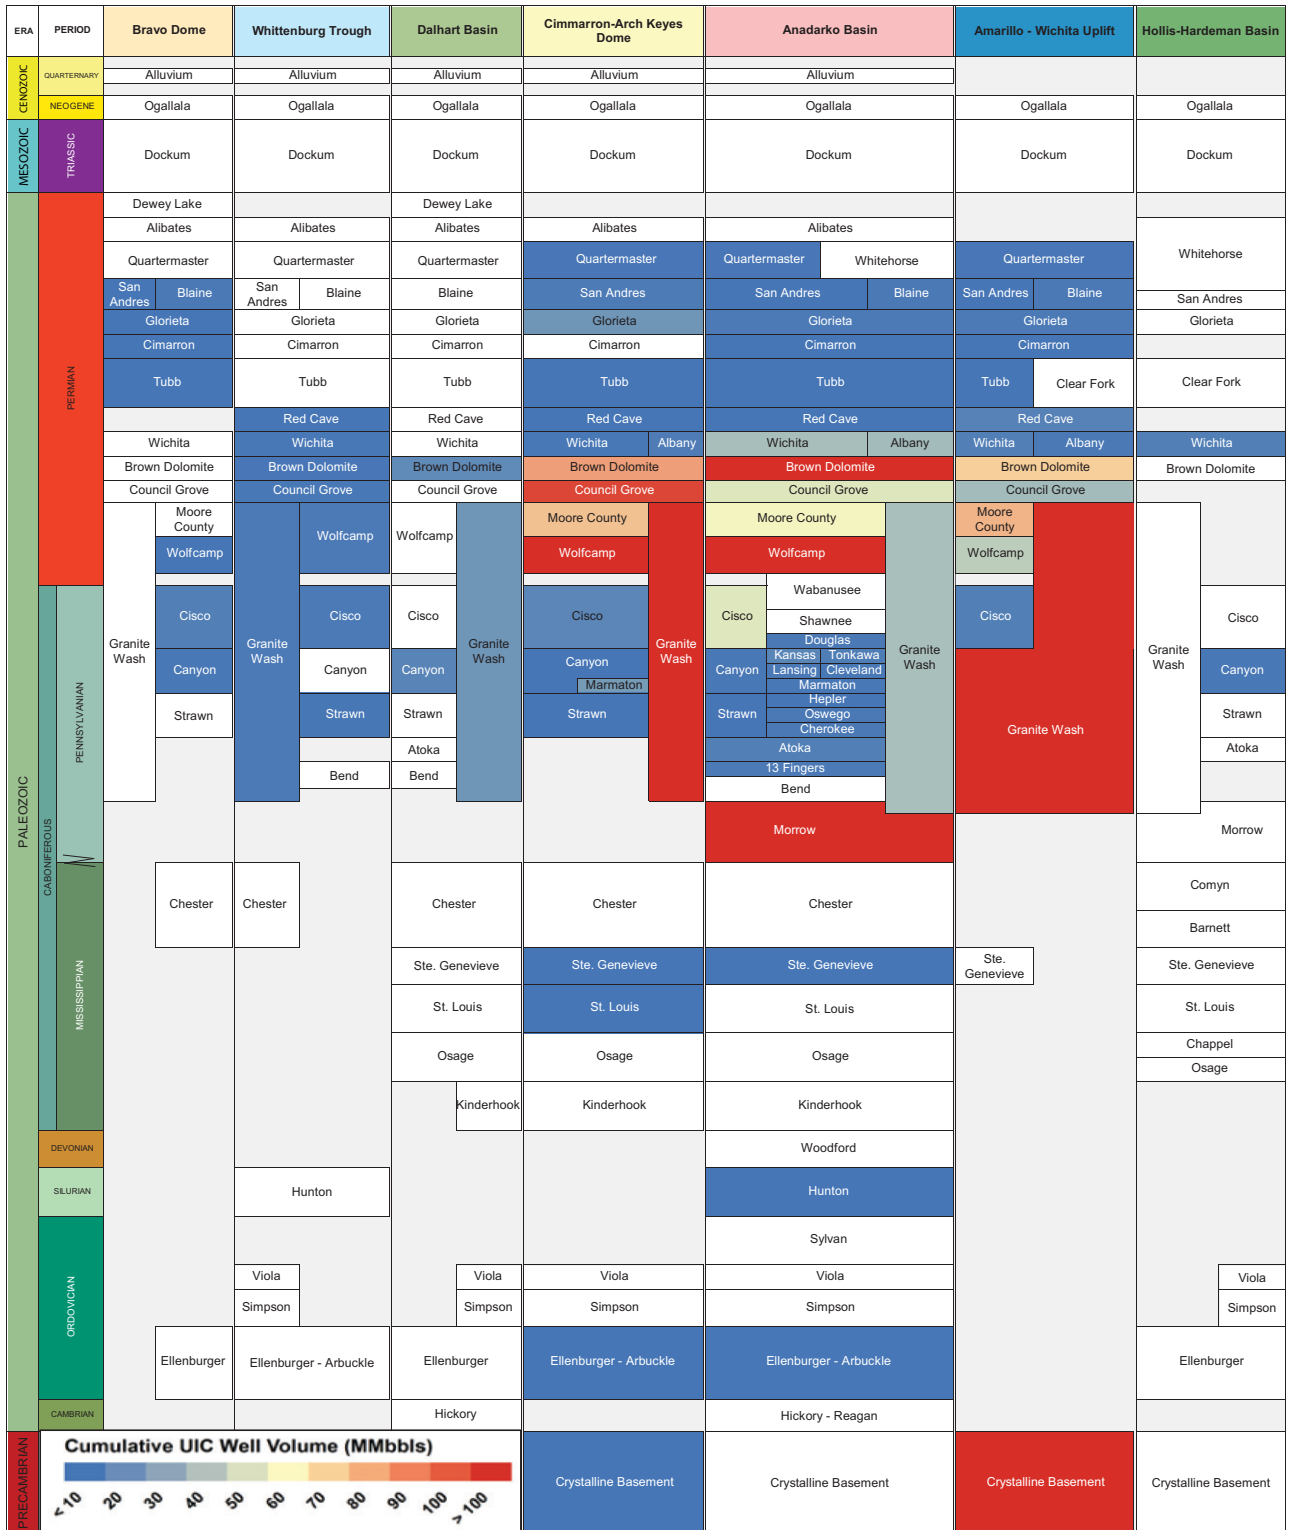 ERA
PERIOD
Bravo Dome
Whittenburg Trough
Dalhart Basin
Cimmarron-Arch Keyes
Dome
Anadarko Basin
Amarillo - Wichita Uplift
Hollis-Hardeman Basin
CENOZOIC
QUARTERNARY
Alluvium
Alluvium
Alluvium
Alluvium
Alluvium
NEOGENE
Ogallala
Ogallala
Ogallala
Ogallala
Ogallala
Ogallala
Ogallala
MESOZOIC
TRIASSIC
Dockum
Dockum
Dockum
Dockum
Dockum
Dockum
Dockum
PALEOZOIC
PERMIAN
Dewey Lake
Dewey Lake
Alibates
Alibates
Alibates
Alibates
Alibates
Quartermaster
Quartermaster
Quartermaster
Quartermaster
Quartermaster
Whitehorse
Quartermaster
Whitehorse
San
Andres
Blaine
San
Andres
Blaine
Blaine
San Andres
San Andres
Blaine
San Andres
Blaine
San Andres
Glorieta
Glorieta
Glorieta
Glorieta
Glorieta
Glorieta
Glorieta
Cimarron
Cimarron
Cimarron
Cimarron
Cimarron
Cimarron
Tubb
Tubb
Tubb
Tubb
Tubb
Tubb
Clear Fork
Clear Fork
Red Cave
Red Cave
Red Cave
Red Cave
Red Cave
Wichita
Wichita
Wichita
Wichita
Albany
Wichita
Albany
Wichita
Albany
Wichita
Brown Dolomite
Brown Dolomite
Brown Dolomite
Brown Dolomite
Brown Dolomite
Brown Dolomite
Brown Dolomite
Council Grove
Council Grove
Council Grove
Council Grove
Council Grove
Council Grove
Moore
County
Wolfcamp
Wolfcamp
Wolfcamp
Moore County
Wolfcamp
Moore County
Wolfcamp
Moore
County
Wolfcamp
CABONIFEROUS
PENNSYLVANIAN
Granite
Wash
Cisco
Canyon
Strawn
Granite
Wash
Cisco
Canyon
Strawn
Bend
Cisco
Canyon
Strawn
Atoka
Bend
Granite
Wash
Cisco
Canyon
Marmaton
Strawn
Granite
Wash
Cisco
Canyon
Strawn
Wabanusee
Shawnee
Douglas
Kansas
Tonkawa
Lansing
Cleveland
Marmaton
Hepler
Oswego
Cherokee
Atoka
13 Fingers
Bend
Granite
Wash
Morrow
Cisco
Granite Wash
Granite
Wash
Cisco
Canyon
Strawn
Atoka
Morrow
MISSISSIPPIAN
Chester
Chester
Chester
Chester
Chester
Comyn
Barnett
Ste. Genevieve
Ste. Genevieve
Ste. Genevieve
Ste.
Genevieve
Ste. Genevieve
St. Louis
St. Louis
St. Louis
St. Louis
Chappel
Osage
Osage
Osage
Osage
Kinderhook
Kinderhook
Kinderhook
DEVONIAN
Woodford
SILURIAN
Hunton
Hunton
ORDOVICIAN
Sylvan
Viola
Viola
Viola
Viola
Viola
Simpson
Simpson
Simpson
Simpson
Simpson
Ellenburger
Ellenburger - Arbuckle
Ellenburger
Ellenburger - Arbuckle
Ellenburger - Arbuckle
Ellenburger
CAMBRIAN
Hickory
Hickory - Reagan
PRECAMBRIAN
Cumulative UIC Well Volume (MMbbls)
< 10
20
30
40
50
60
70
80
90
100
> 100
Crystalline Basement
Crystalline Basement
Crystalline Basement
Crystalline Basement